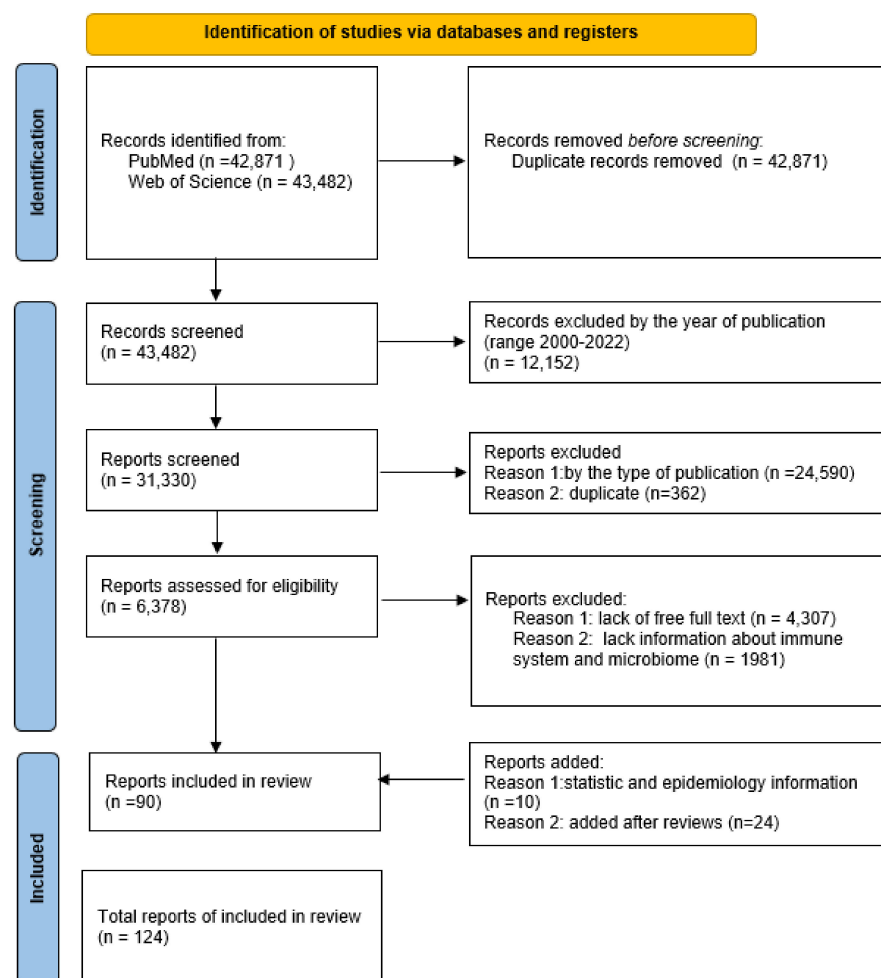 Identification of studies via databases and registers
Identification
Records identified from:
PubMed (n =42,871 )
Web of Science (n = 43,482)
Records removed before screening:
Duplicate records removed (n = 42,871)
Screening
Records screened
(n = 43,482)
Records excluded by the year of publication
(range 2000-2022)
(n = 12,152)
Reports screened
(n = 31,330)
Reports excluded
Reason 1:by the type of publication (n =24,590)
Reason 2: duplicate (n=362)
Reports assessed for eligibility
(n = 6,378)
Reports excluded:
Reason 1: lack of free full text (n = 4,307)
Reason 2: lack information about immune
system and microbiome (n = 1981)
Included
Reports included in review
(n =90)
Reports added:
Reason 1:statistic and epidemiology information
(n =10)
Reason 2: added after reviews (n=24)
Total reports of included in review
(n = 124)